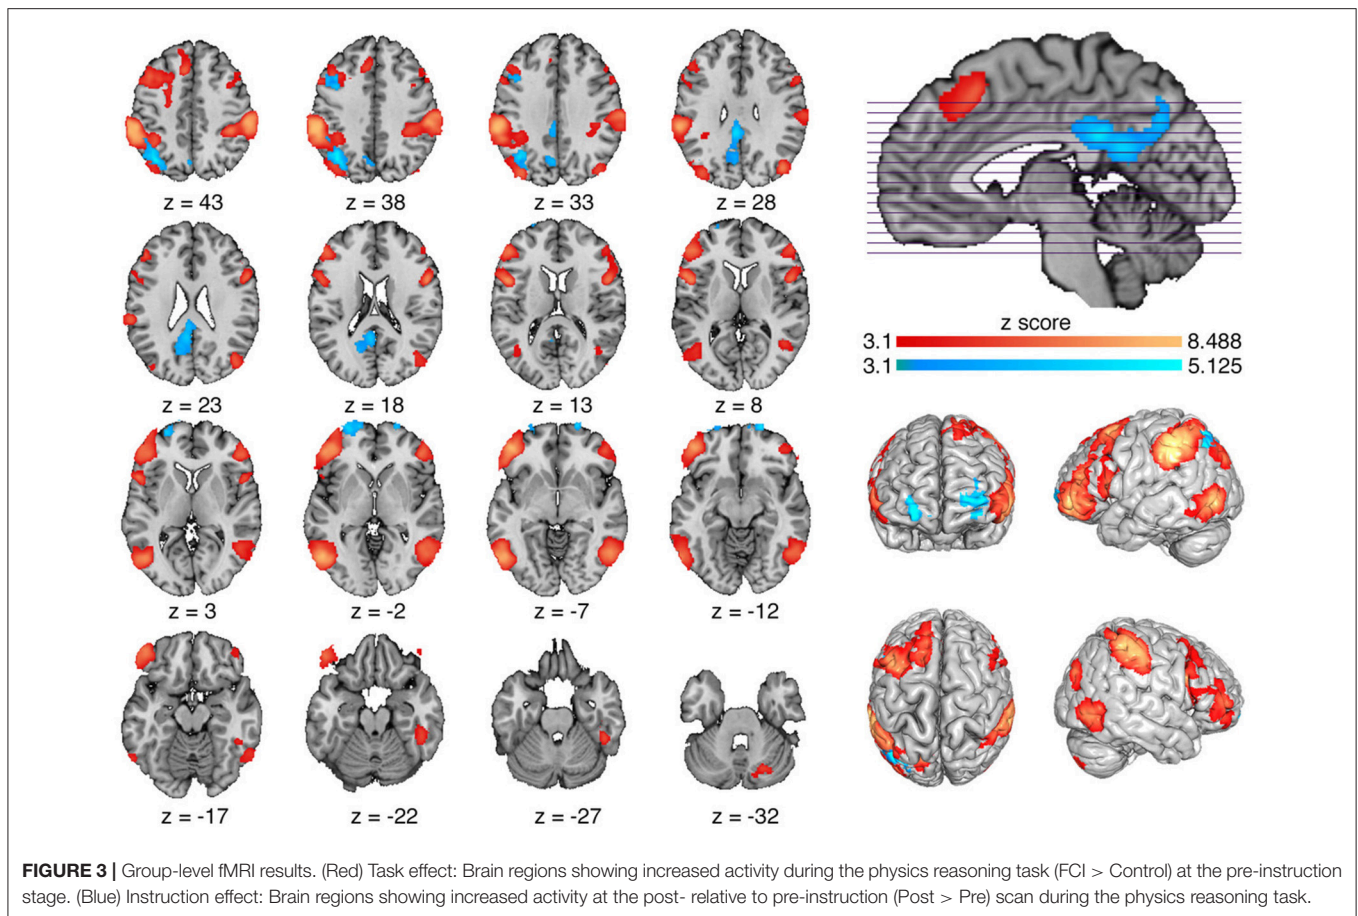 z = 43
z = 38
z = 33
z = 28
z = 23
z = 18
z = 13
z = 8
z = 3
z = -2
z = -7
z = -12
z = -17
z = -22
z = -27
z = -32
z score
3.1 8.488
3.1 5.125
FIGURE 3 | Group-level fMRI results. (Red) Task effect: Brain regions showing increased activity during the physics reasoning task (FCI > Control) at the pre-instruction
stage. (Blue) Instruction effect: Brain regions showing increased activity at the post- relative to pre-instruction (Post > Pre) scan during the physics reasoning task.